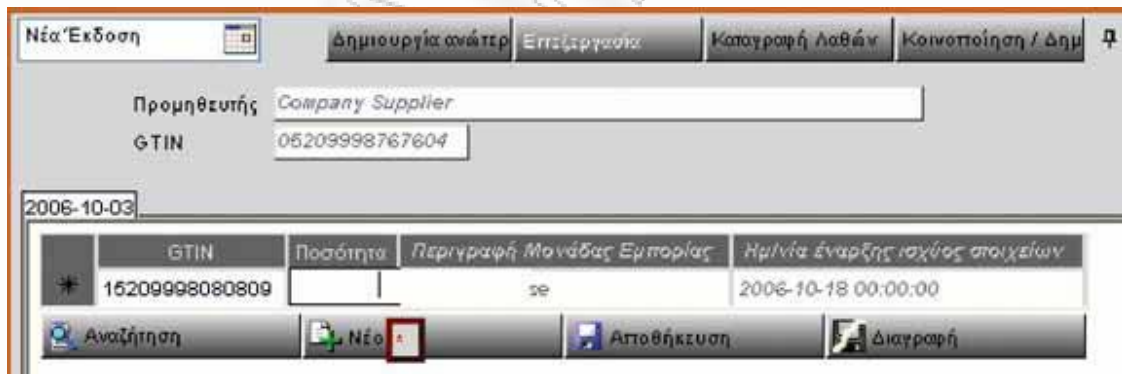 Νέα Έκδοση Δημιουργία ανώτερ Επεξεργασία Καταγραφή Λαθών Κοινοποίηση / Δημ
Προμηθευτής Company Supplier
GTIN 05209998767604
2006-10-03
GTIN Ποσότητα Περιγραφή Μονάδας Εμπορίας Ημ/νία έναρξης ισχύος στοιχείων
* 15209998080809 se 2006-10-18 00:00:00
Αναζήτηση Νέο * Αποθήκευση Διαγραφή